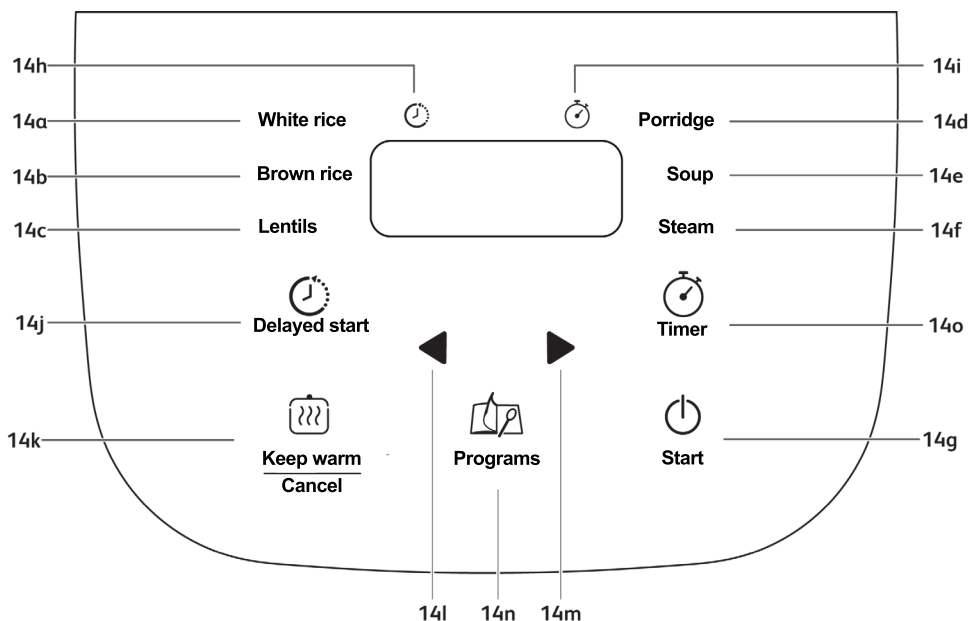 14h
14i
14a
White rice
Porridge
14d
14b
Brown rice
Soup
14e
14c
Lentils
Steam
14f
14j
Delayed start
Timer
14o
14k
Keep warm
Cancel
Programs
Start
14g
14l
14n
14m